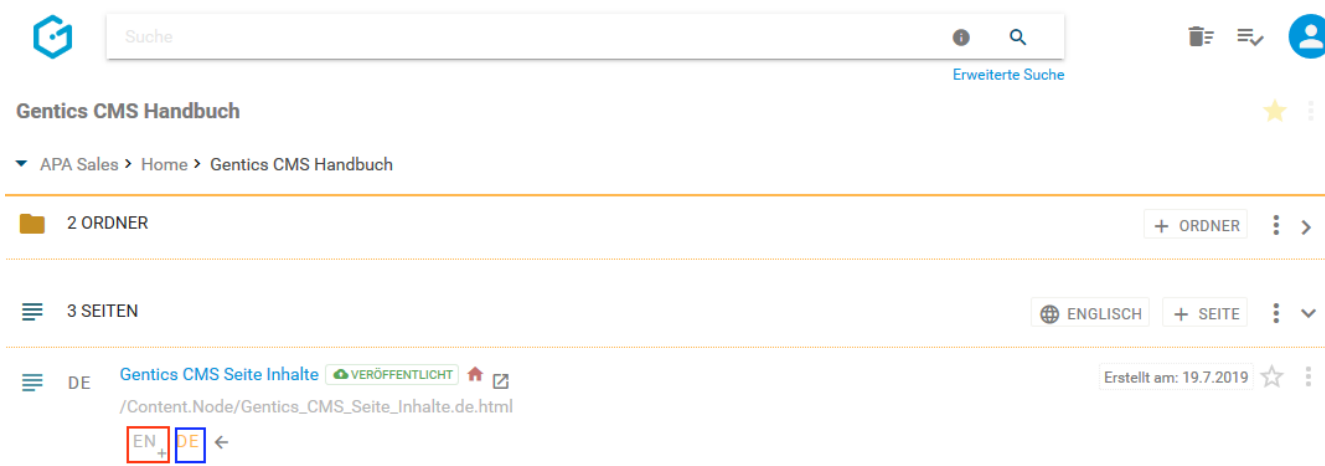 Suche
Erweiterte Suche
Gentics CMS Handbuch
APA Sales > Home > Gentics CMS Handbuch
2 ORDNER + ORDNER
3 SEITEN ENGLISCH + SEITE
DE Gentics CMS Seite Inhalte VERÖFFENTLICHT Erstellt am: 19.7.2019
/Content.Node/Gentics_CMS_Seite_Inhalte.de.html
EN+ DE ←